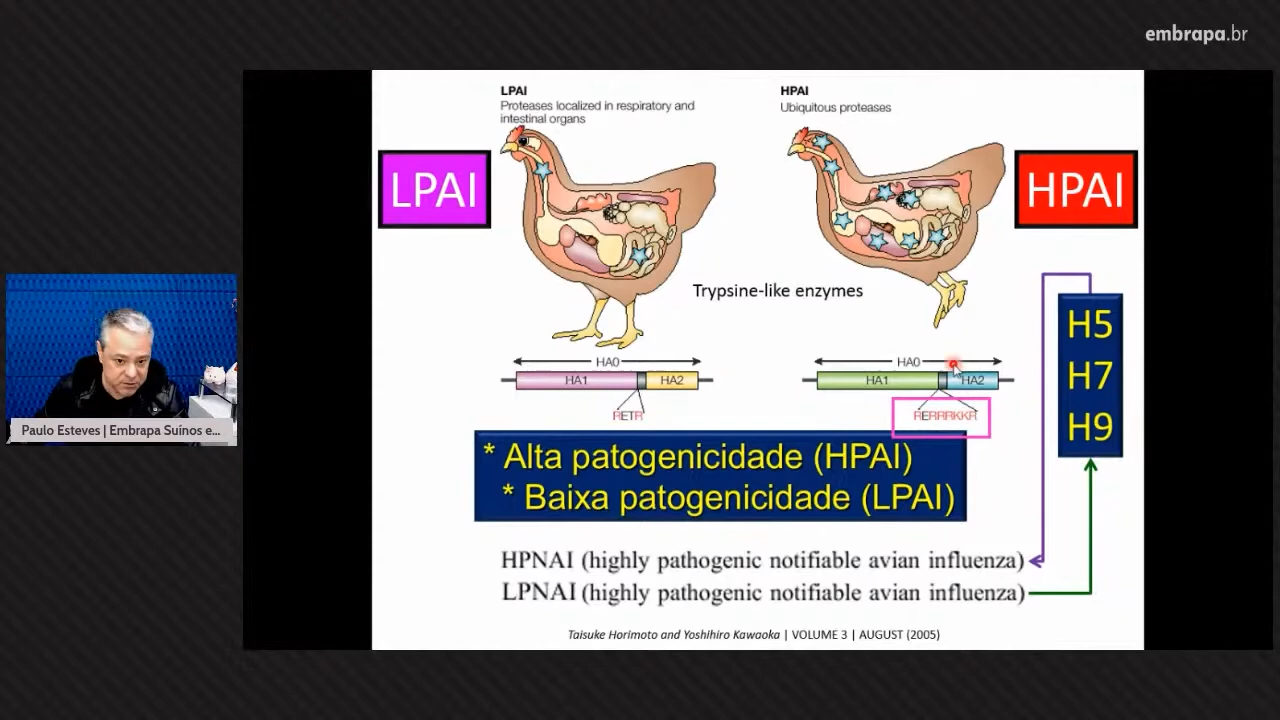 embrapa.br
LPAI
Proteases localized in respiratory and
intestinal organs
HPAI
Ubiquitous proteases
LPAI
HPAI
Trypsine-like enzymes
H5
H7
H9
HA0
HA1
HA2
RETR
HA0
HA1
HA2
RERRRKKR
Paulo Esteves | Embrapa Suínos e...
* Alta patogenicidade (HPAI)
* Baixa patogenicidade (LPAI)
HPNAI (highly pathogenic notifiable avian influenza)
LPNAI (highly pathogenic notifiable avian influenza)
Taisuke Horimoto and Yoshihiro Kawaoka | VOLUME 3 | AUGUST (2005)